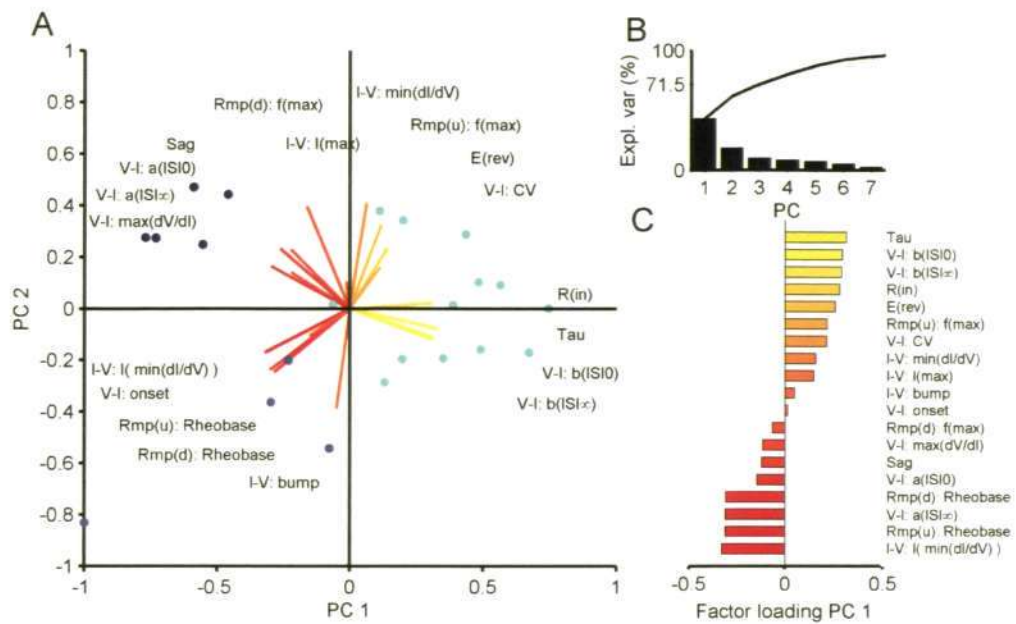 A
PC 2
1
0.8
0.6
0.4
0.2
0
-0.2
-0.4
-0.6
-0.8
-1
Rmp(d): f(max)
I-V: min(dI/dV)
Rmp(u): f(max)
Sag
I-V: I(max)
V-I: a(ISI0)
E(rev)
V-I: a(ISI∞)
V-I: CV
V-I: max(dV/dI)
R(in)
Tau
I-V: I( min(dI/dV) )
V-I: b(ISI0)
V-I: onset
V-I: b(ISI∞)
Rmp(u): Rheobase
Rmp(d): Rheobase
I-V: bump
-1 -0.5 0 0.5 1
PC 1
B
Expl. var (%)
100
71.5
0
1 2 3 4 5 6 7
PC
C
Tau
V-I: b(ISI0)
V-I: b(ISI∞)
R(in)
E(rev)
Rmp(u): f(max)
V-I: CV
I-V: min(dI/dV)
I-V: I(max)
I-V: bump
V-I: onset
Rmp(d): f(max)
V-I: max(dV/dI)
Sag
V-I: a(ISI0)
Rmp(d): Rheobase
V-I: a(ISI∞)
Rmp(u): Rheobase
I-V: I( min(dI/dV) )
-0.5 0 0.5
Factor loading PC 1